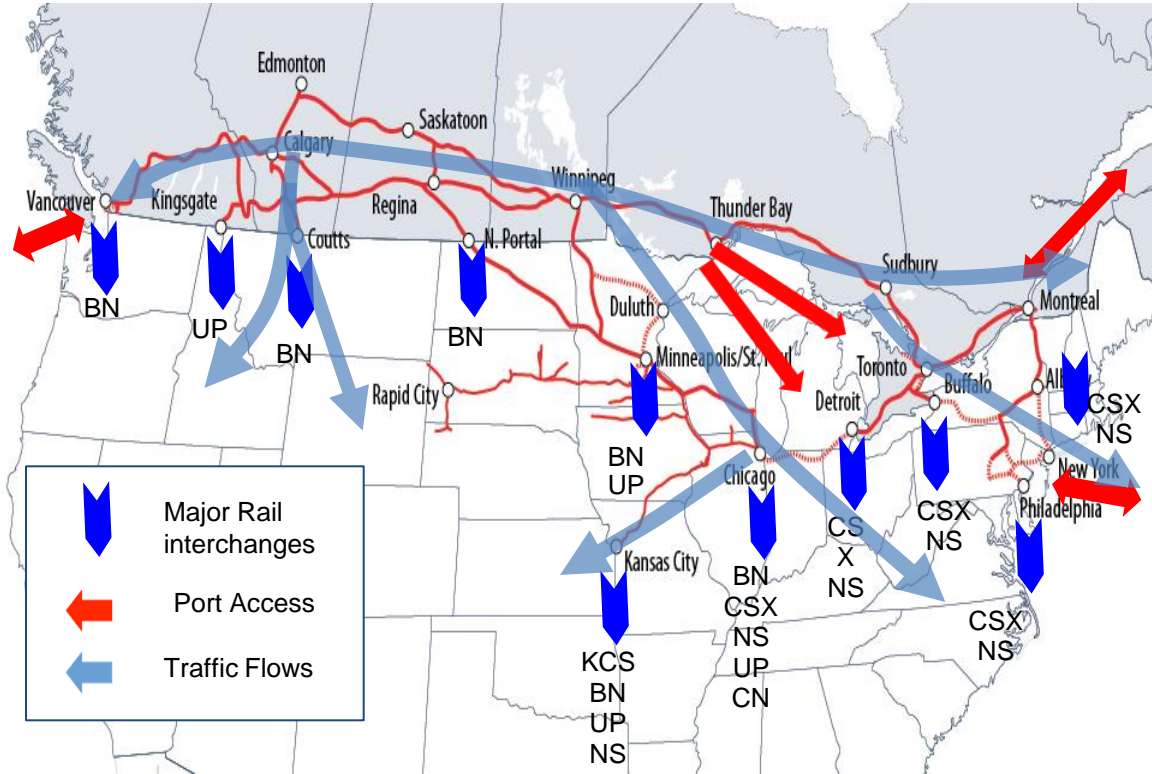 Edmonton
Saskatoon
Calgary
Winnipeg
Vancouver
Kingsgate
Regina
Thunder Bay
Coutts
N. Portal
Sudbury
BN
UP
BN
BN
Duluth
Montreal
Minneapolis/St. Paul
Toronto
Buffalo
Albany
Rapid City
Detroit
CSX
NS
BN
UP
Chicago
New York
Philadelphia
CS
X
NS
CSX
NS
Kansas City
BN
CSX
NS
UP
CN
CSX
NS
KCS
BN
UP
NS
Major Rail
interchanges
Port Access
Traffic Flows